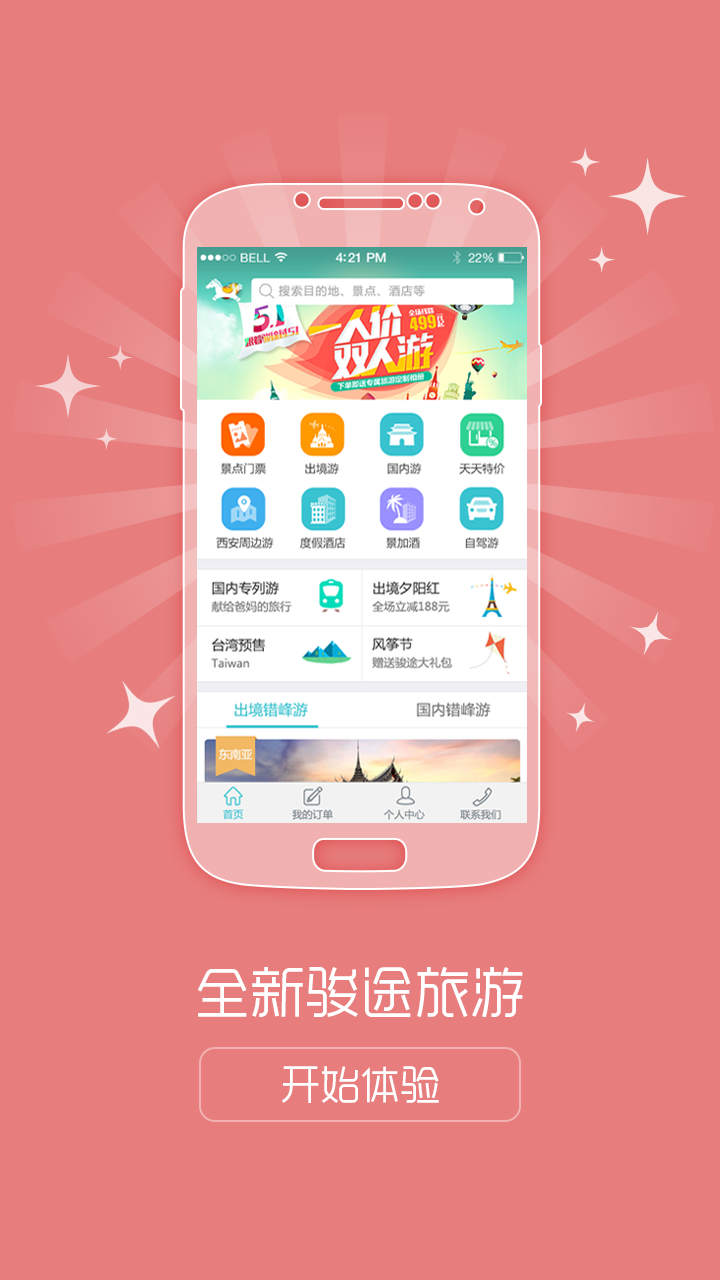 BELL 4:21 PM 22%
搜索目的地、景点、酒店等
5.1
一人价 全场线路
双人游 499元起
下单即送专属旅游定制相册
景点门票 出境游 国内游 天天特价
西安周边游 度假酒店 景加酒 自驾游
国内专列游 出境夕阳红
献给爸妈的旅行 全场立减188元
台湾预售 风筝节
Taiwan 赠送骏途大礼包
出境错峰游 国内错峰游
东南亚
首页 我的订单 个人中心 联系我们
全新骏途旅游
开始体验